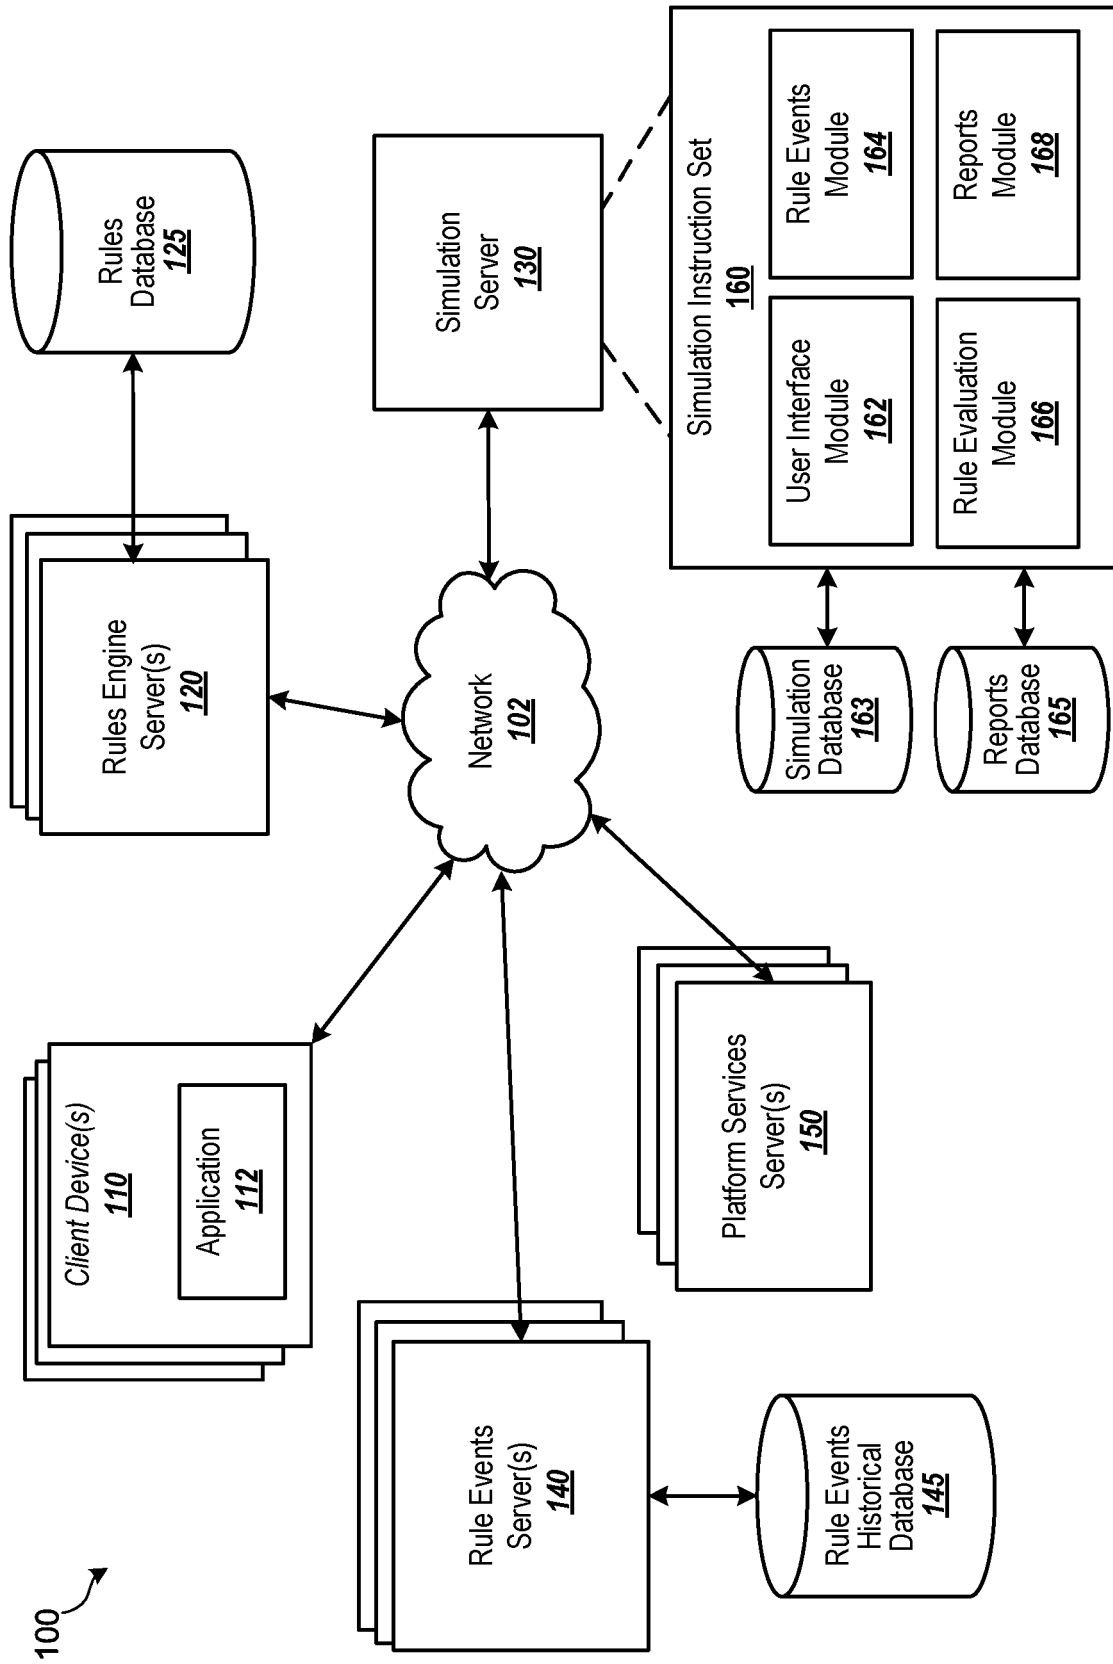 100
Client Device(s)
110
Application
112
Rules Engine
Server(s)
120
Rules
Database
125
Rule Events
Server(s)
140
Network
102
Simulation
Server
130
Rule Events
Historical
Database
145
Platform Services
Server(s)
150
Simulation
Database
163
Reports
Database
165
Simulation Instruction Set
160
User Interface
Module
162
Rule Events
Module
164
Rule Evaluation
Module
166
Reports
Module
168